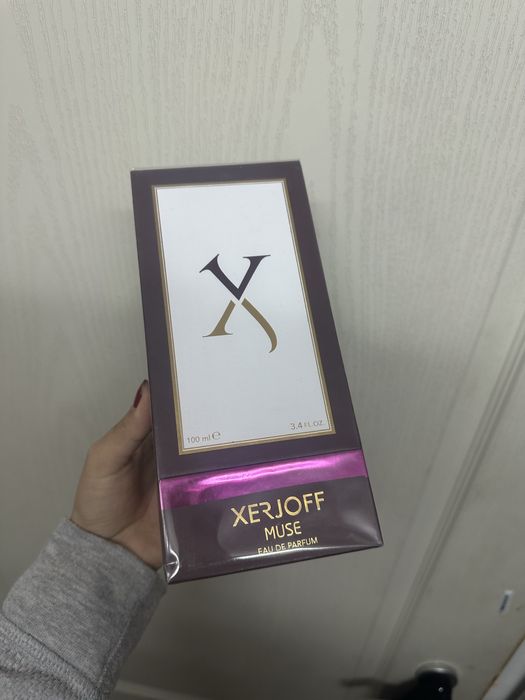 X
100 ml ℮
3.4 FL.OZ.
XERJOFF
MUSE
EAU DE PARFUM